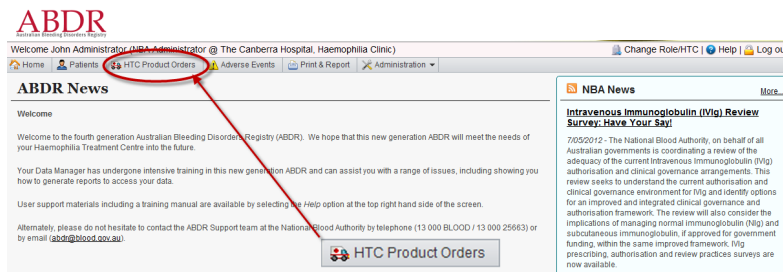 ABDR
Australian Bleeding Disorders Registry
Welcome John Administrator (NBA Administrator @ The Canberra Hospital, Haemophilia Clinic)
Change Role/HTC | Help | Log ou
Home Patients HTC Product Orders Adverse Events Print & Report Administration
ABDR News
Welcome
Welcome to the fourth generation Australian Bleeding Disorders Registry (ABDR). We hope that this new generation ABDR will meet the needs of
your Haemophilia Treatment Centre into the future.
Your Data Manager has undergone intensive training in this new generation ABDR and can assist you with a range of issues, including showing you
how to generate reports to access your data.
User support materials including a training manual are available by selecting the Help option at the top right hand side of the screen.
Alternately, please do not hesitate to contact the ABDR Support team at the National Blood Authority by telephone (13 000 BLOOD / 13 000 25663) or
by email (abdr@blood.gov.au).
HTC Product Orders
NBA News
More...
Intravenous Immunoglobulin (IVIg) Review
Survey: Have Your Say!
7/05/2012 - The National Blood Authority, on behalf of all
Australian governments is coordinating a review of the
adequacy of the current Intravenous Immunoglobulin (IVIg)
authorisation and clinical governance arrangements. This
review seeks to understand the current authorisation and
clinical governance environment for IVIg and identify options
for an improved and integrated clinical governance and
authorisation framework. The review will also consider the
implications of managing normal immunoglobulin (NIg) and
subcutaneous immunoglobulin, if approved for government
funding, within the same improved framework. IVIg
prescribing, authorisation and review practices surveys are
now available.